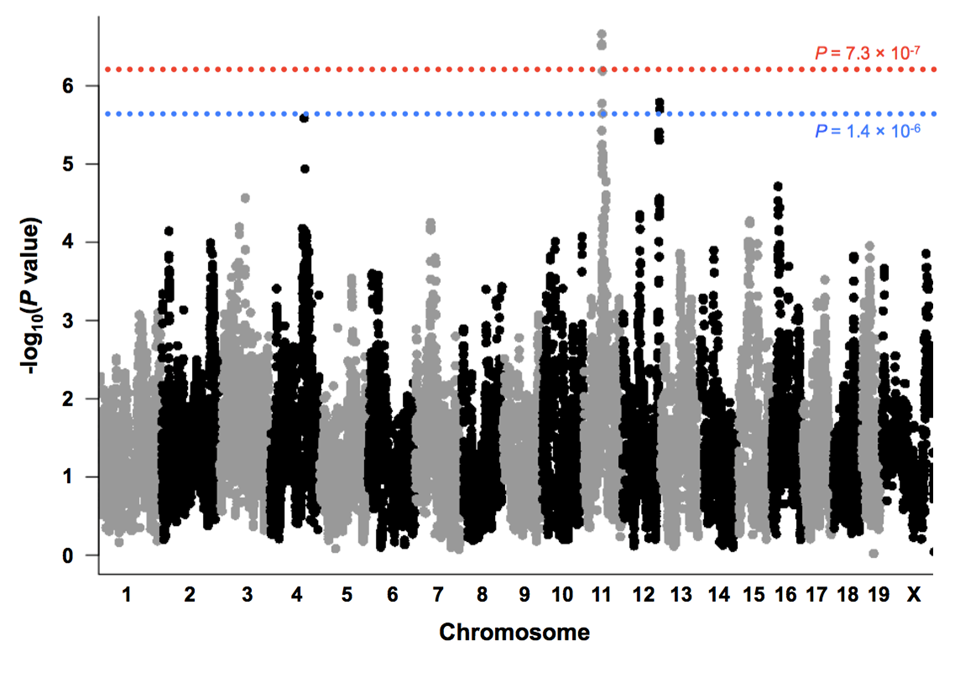 P = 7.3 × 10-7
P = 1.4 × 10-6
-log10(P value)
6
5
4
3
2
1
0
1 2 3 4 5 6 7 8 9 10 11 12 13 14 15 16 17 18 19 X
Chromosome